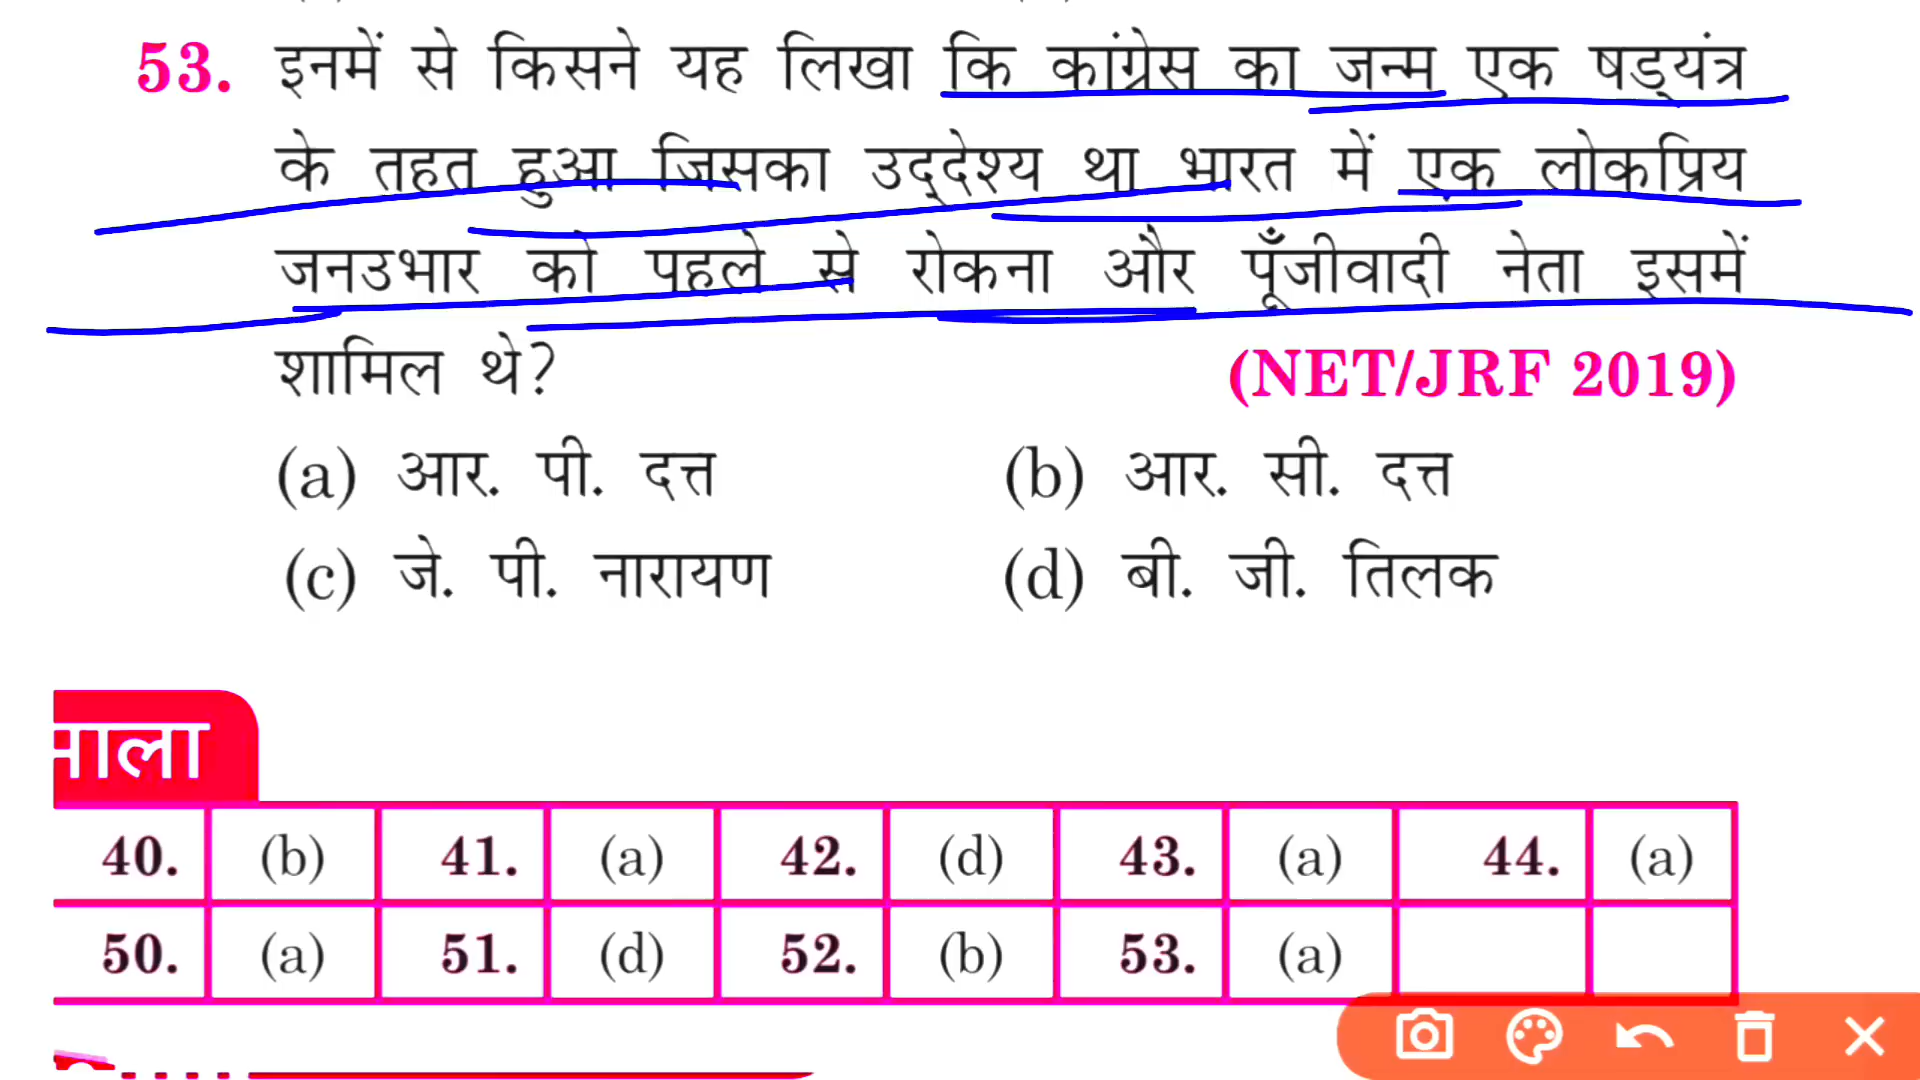 53. इनमें से किसने यह लिखा कि कांग्रेस का जन्म एक षड्यंत्र
के तहत हुआ जिसका उद्देश्य था भारत में एक लोकप्रिय
जनउभार को पहले से रोकना और पूँजीवादी नेता इसमें
शामिल थे? (NET/JRF 2019)
(a) आर. पी. दत्त (b) आर. सी. दत्त
(c) जे. पी. नारायण (d) बी. जी. तिलक
माला
40. (b) 41. (a) 42. (d) 43. (a) 44. (a)
50. (a) 51. (d) 52. (b) 53. (a)